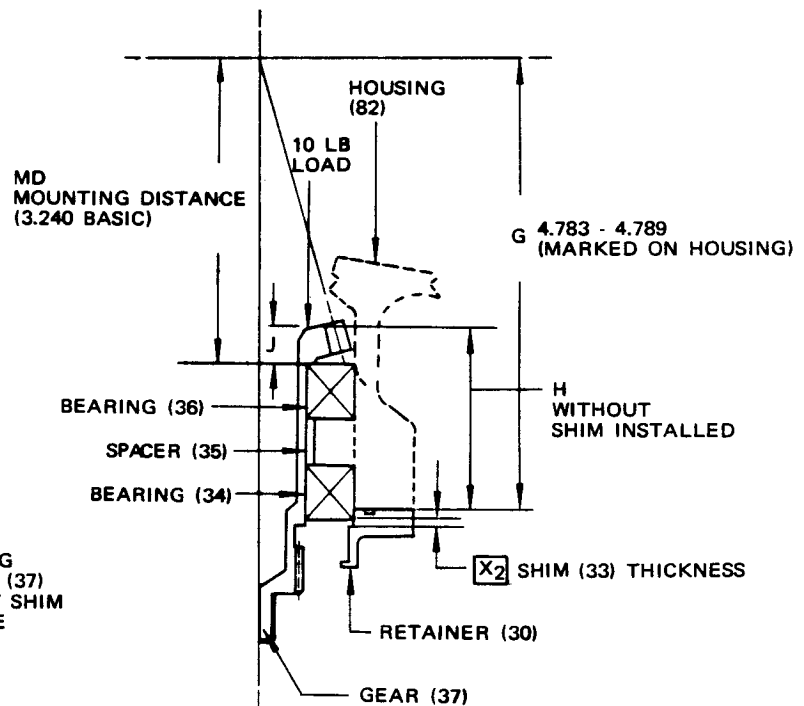 HOUSING
(82)
10 LB
LOAD
MD
MOUNTING DISTANCE
(3.240 BASIC)
G 4.783 - 4.789
(MARKED ON HOUSING)
J
H
WITHOUT
SHIM INSTALLED
BEARING (36)
SPACER (35)
BEARING (34)
G
(37)
SHIM
E
X2 SHIM (33) THICKNESS
RETAINER (30)
GEAR (37)